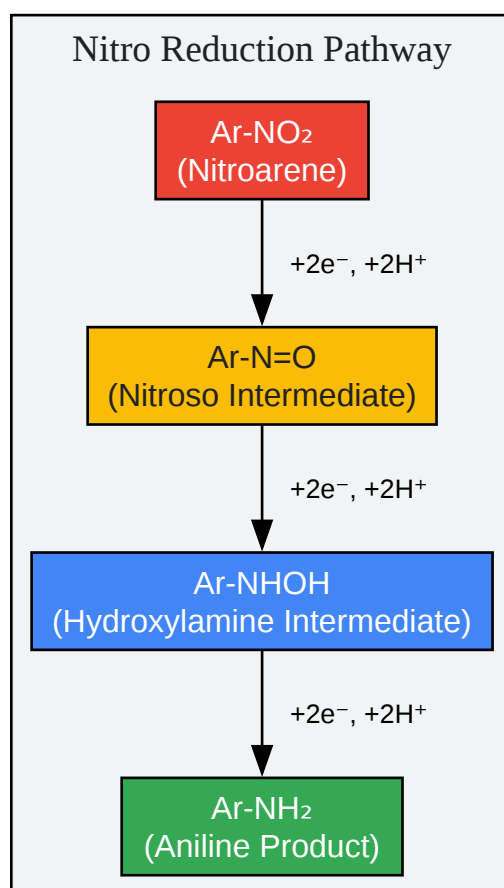 Nitro Reduction Pathway
Ar-NO₂
(Nitroarene)
+2e⁻, +2H⁺
Ar-N=O
(Nitroso Intermediate)
+2e⁻, +2H⁺
Ar-NHOH
(Hydroxylamine Intermediate)
+2e⁻, +2H⁺
Ar-NH₂
(Aniline Product)